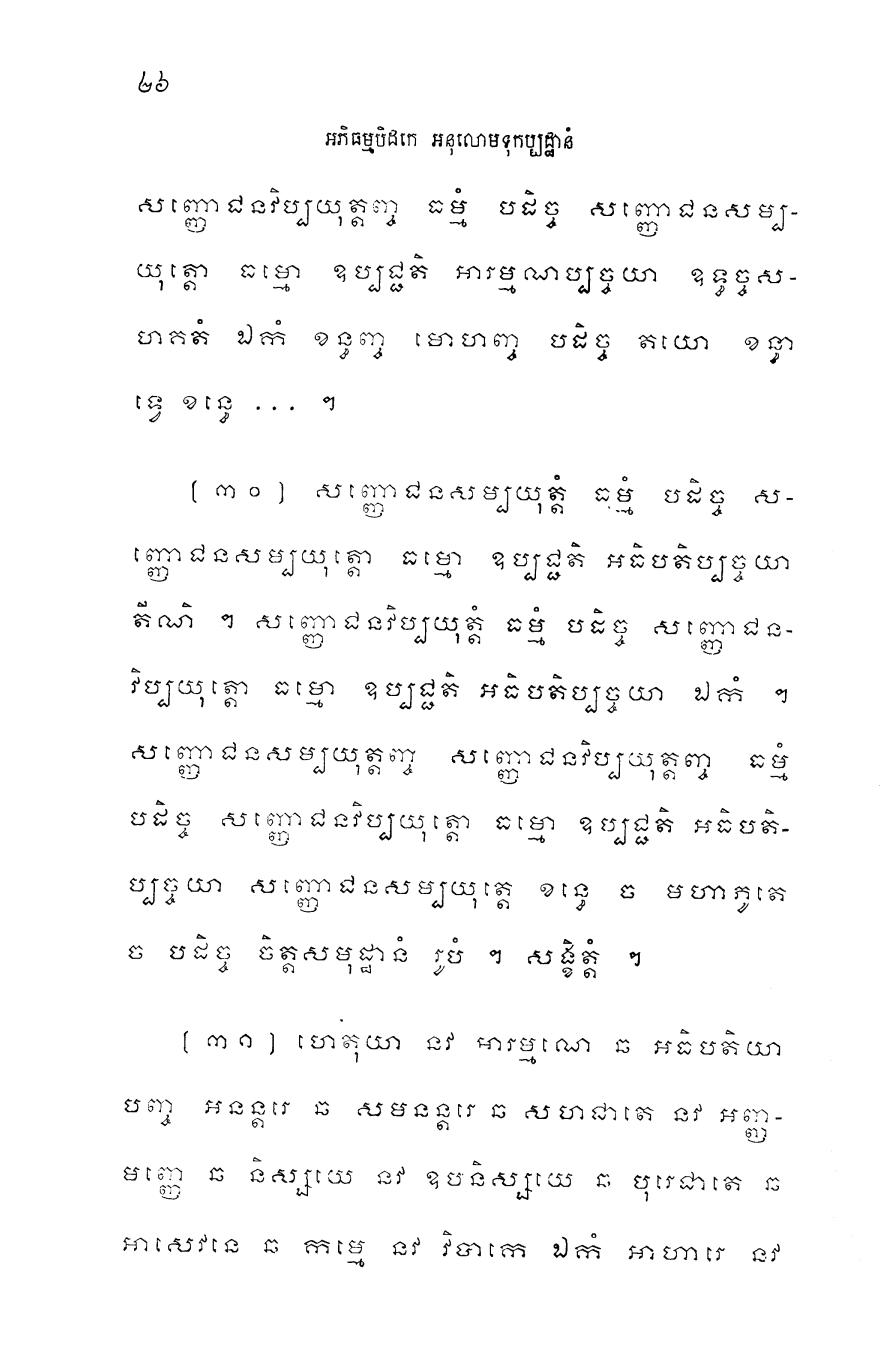 ៤៦
អភិធម្មបិដកេ អនុលោមទុកប្បដ្ឋានំ
សញ្ញោជនវិប្បយុត្តញ្ច ធម្មំ បដិច្ច សញ្ញោជនសម្ប-
យុត្តោ ធម្មោ ឧប្បជ្ជតិ អារម្មណប្បច្ចយា ឧទ្ធច្ចស-
ហគតំ ឯកំ ខន្ធញ្ច មោហញ្ច បដិច្ច តយោ ខន្ធា
ទ្វេ ខន្ធេ ... ។
[៣០] សញ្ញោជនសម្បយុត្តំ ធម្មំ បដិច្ច ស-
ញ្ញោជនសម្បយុត្តោ ធម្មោ ឧប្បជ្ជតិ អធិបតិប្បច្ចយា
តីណិ ។ សញ្ញោជនវិប្បយុត្តំ ធម្មំ បដិច្ច សញ្ញោជន-
វិប្បយុត្តោ ធម្មោ ឧប្បជ្ជតិ អធិបតិប្បច្ចយា ឯកំ ។
សញ្ញោជនសម្បយុត្តញ្ច សញ្ញោជនវិប្បយុត្តញ្ច ធម្មំ
បដិច្ច សញ្ញោជនវិប្បយុត្តោ ធម្មោ ឧប្បជ្ជតិ អធិបតិ-
ប្បច្ចយា សញ្ញោជនសម្បយុត្តេ ខន្ធេ ច មហាភូតេ
ច បដិច្ច ចិត្តសមុដ្ឋានំ រូបំ ។ សង្ខិត្តំ ។
[៣១] ហេតុយា នវ អារម្មណេ ឆ អធិបតិយា
បញ្ច អនន្តរេ ឆ សមនន្តរេ ឆ សហជាតេ នវ អញ្ញ-
មញ្ញេ ឆ និស្សយេ នវ ឧបនិស្សយេ ឆ បុរេជាតេ ឆ
អាសេវនេ ឆ កម្មេ នវ វិបាកេ ឯកំ អាហារេ នវ